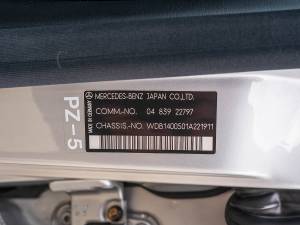 MERCEDES-BENZ JAPAN CO.,LTD.
COMM.-NO. 04 839 22797
CHASSIS.-NO. WDB1400501A221911
MADE IN GERMANY
PZ-5